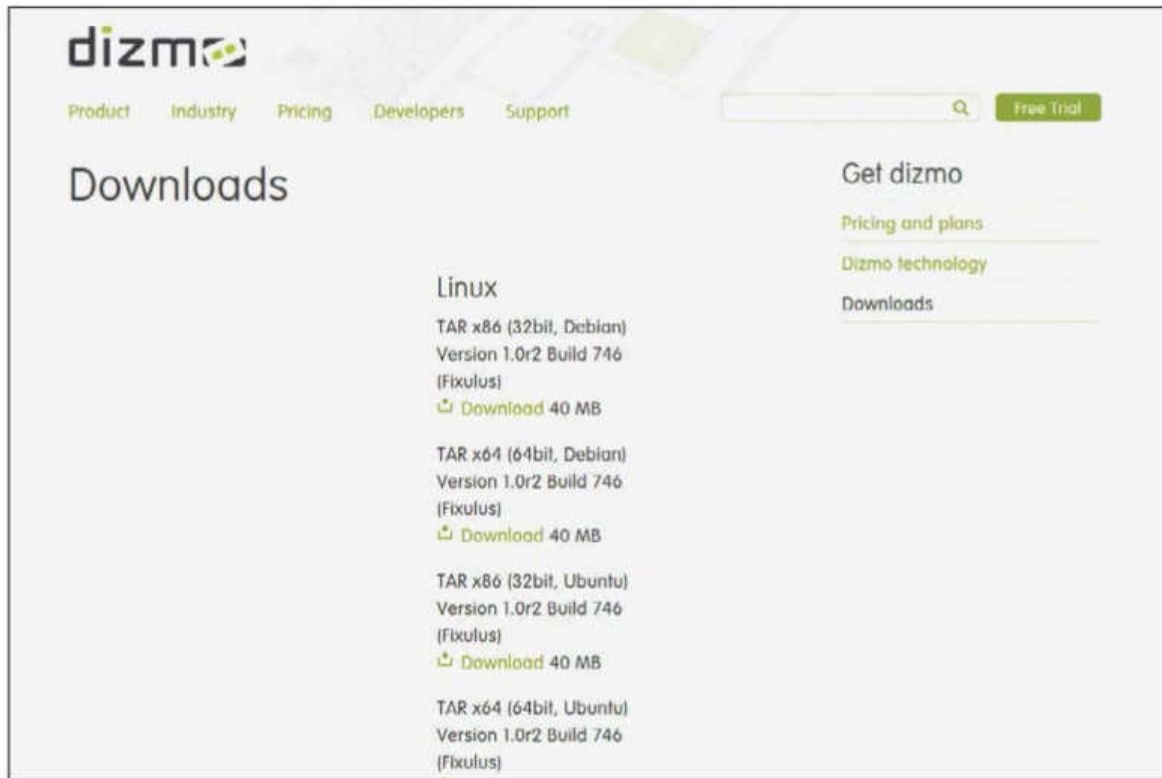 dizmo
Product Industry Pricing Developers Support
Free Trial
Downloads
Get dizmo
Pricing and plans
Dizmo technology
Downloads
Linux
TAR x86 (32bit, Debian)
Version 1.0r2 Build 746
(Fixulus)
Download 40 MB
TAR x64 (64bit, Debian)
Version 1.0r2 Build 746
(Fixulus)
Download 40 MB
TAR x86 (32bit, Ubuntu)
Version 1.0r2 Build 746
(Fixulus)
Download 40 MB
TAR x64 (64bit, Ubuntu)
Version 1.0r2 Build 746
(Fixulus)